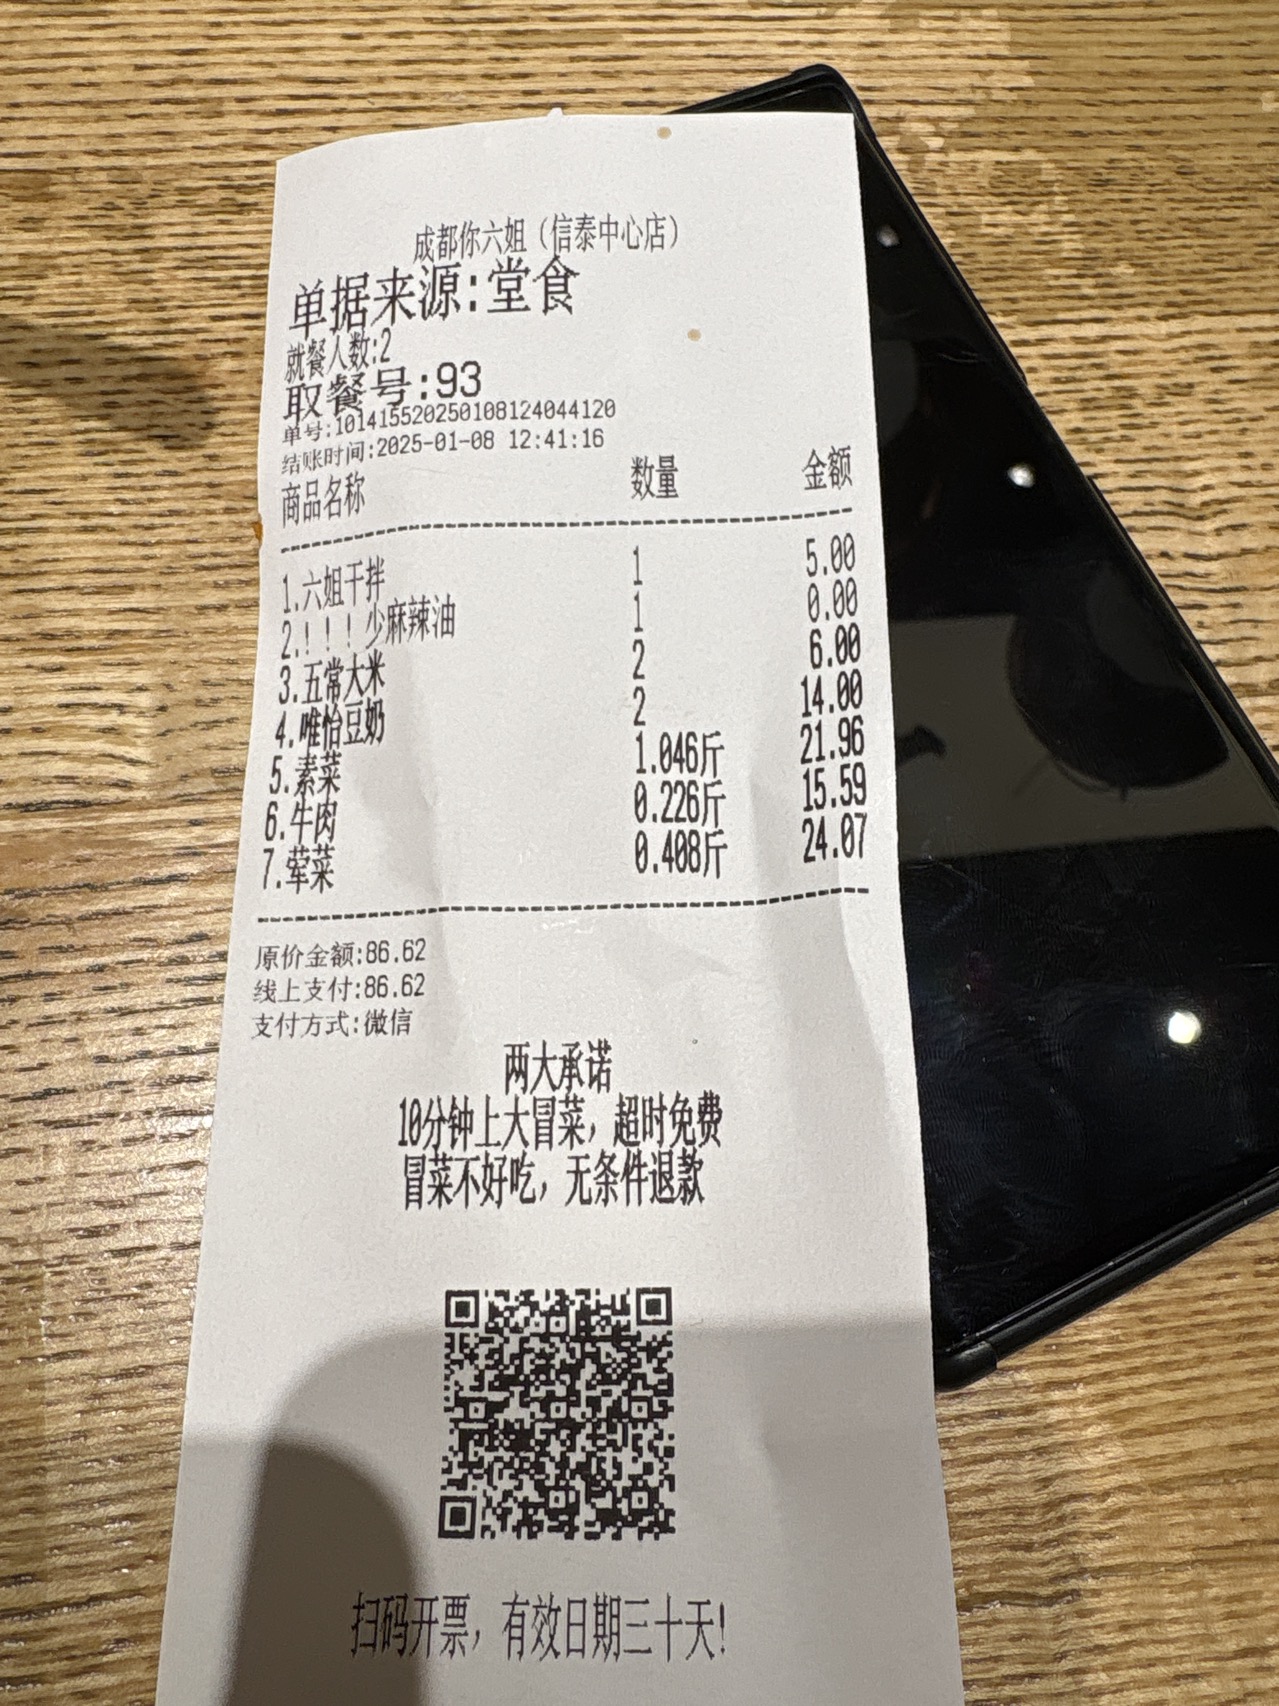 成都你六姐（信泰中心店）
单据来源:堂食
就餐人数:2
取餐号:93
单号:101415520250108124044120
结账时间:2025-01-08 12:41:16
商品名称 数量 金额
1.六姐干拌 1 5.00
2.！！！少麻辣油 1 0.00
3.五常大米 2 6.00
4.唯怡豆奶 2 14.00
5.素菜 1.046斤 21.96
6.牛肉 0.226斤 15.59
7.荤菜 0.408斤 24.07
原价金额:86.62
线上支付:86.62
支付方式:微信
两大承诺
10分钟上大冒菜，超时免费
冒菜不好吃，无条件退款
扫码开票，有效日期三十天!